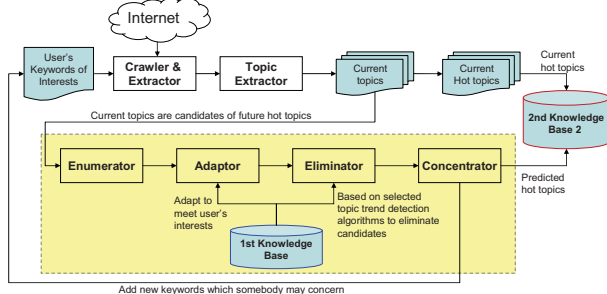 Internet
User's
Keywords of
Interests
Crawler &
Extractor
Topic
Extractor
Current
topics
Current
Hot topics
Current
hot topics
2nd Knowledge
Base 2
Current topics are candidates of future hot topics
Enumerator
Adaptor
Eliminator
Concentrator
Predicted
hot topics
Adapt to
meet user's
interests
Based on selected
topic trend detection
algorithms to eliminate
candidates
1st Knowledge
Base
Add new keywords which somebody may concern